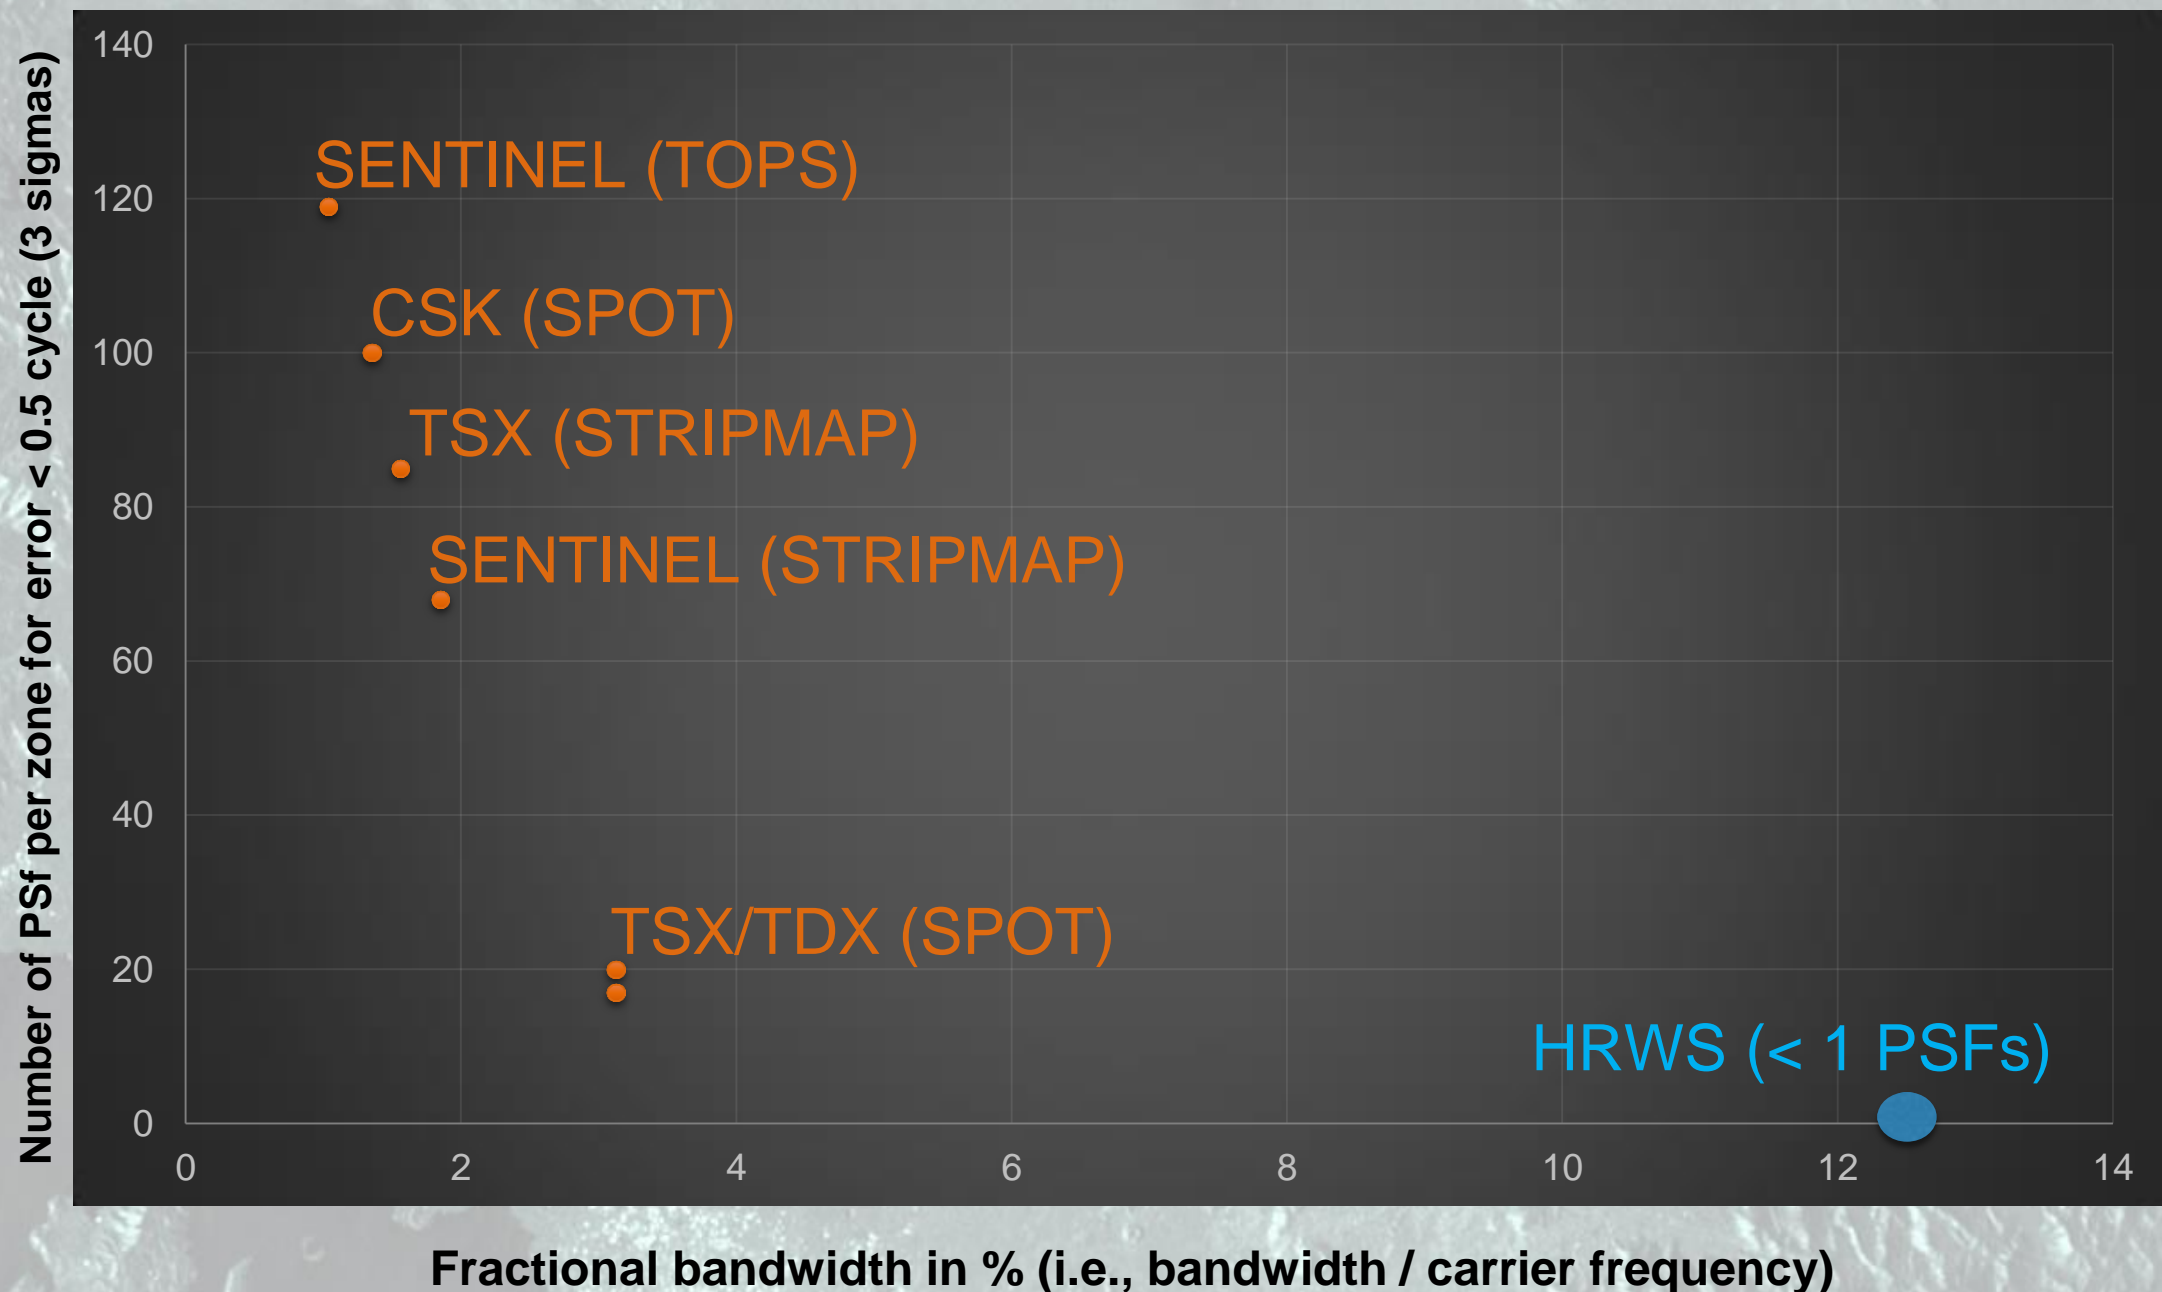 Number of PSf per zone for error < 0.5 cycle (3 sigmas)
140
120
100
80
60
40
20
0
SENTINEL (TOPS)
CSK (SPOT)
TSX (STRIPMAP)
SENTINEL (STRIPMAP)
TSX/TDX (SPOT)
HRWS (< 1 PSFs)
0 2 4 6 8 10 12 14
Fractional bandwidth in % (i.e., bandwidth / carrier frequency)